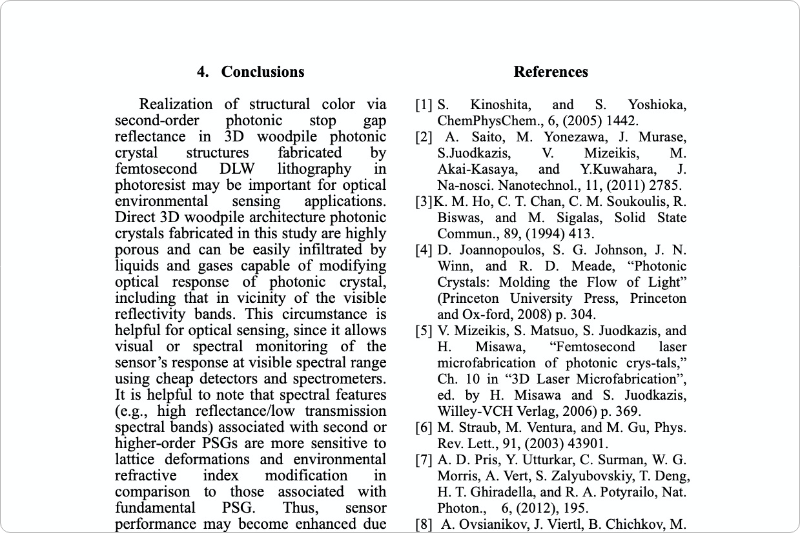 4. Conclusions
Realization of structural color via
second-order photonic stop gap
reflectance in 3D woodpile photonic
crystal structures fabricated by
femtosecond DLW lithography in
photoresist may be important for optical
environmental sensing applications.
Direct 3D woodpile architecture photonic
crystals fabricated in this study are highly
porous and can be easily infiltrated by
liquids and gases capable of modifying
optical response of photonic crystal,
including that in vicinity of the visible
reflectivity bands. This circumstance is
helpful for optical sensing, since it allows
visual or spectral monitoring of the
sensor's response at visible spectral range
using cheap detectors and spectrometers.
It is helpful to note that spectral features
(e.g., high reflectance/low transmission
spectral bands) associated with second or
higher-order PSGs are more sensitive to
lattice deformations and environmental
refractive index modification in
comparison to those associated with
fundamental PSG. Thus, sensor
performance may become enhanced due
References
[1] S. Kinoshita, and S. Yoshioka,
ChemPhysChem., 6, (2005) 1442.
[2] A. Saito, M. Yonezawa, J. Murase,
S.Juodkazis, V. Mizeikis, M.
Akai-Kasaya, and Y.Kuwahara, J.
Na-nosci. Nanotechnol., 11, (2011) 2785.
[3]K. M. Ho, C. T. Chan, C. M. Soukoulis, R.
Biswas, and M. Sigalas, Solid State
Commun., 89, (1994) 413.
[4] D. Joannopoulos, S. G. Johnson, J. N.
Winn, and R. D. Meade, “Photonic
Crystals: Molding the Flow of Light”
(Princeton University Press, Princeton
and Ox-ford, 2008) p. 304.
[5] V. Mizeikis, S. Matsuo, S. Juodkazis, and
H. Misawa, “Femtosecond laser
microfabrication of photonic crys-tals,”
Ch. 10 in “3D Laser Microfabrication”,
ed. by H. Misawa and S. Juodkazis,
Willey-VCH Verlag, 2006) p. 369.
[6] M. Straub, M. Ventura, and M. Gu, Phys.
Rev. Lett., 91, (2003) 43901.
[7] A. D. Pris, Y. Utturkar, C. Surman, W. G.
Morris, A. Vert, S. Zalyubovskiy, T. Deng,
H. T. Ghiradella, and R. A. Potyrailo, Nat.
Photon., 6, (2012), 195.
[8] A. Ovsianikov, J. Viertl, B. Chichkov, M.